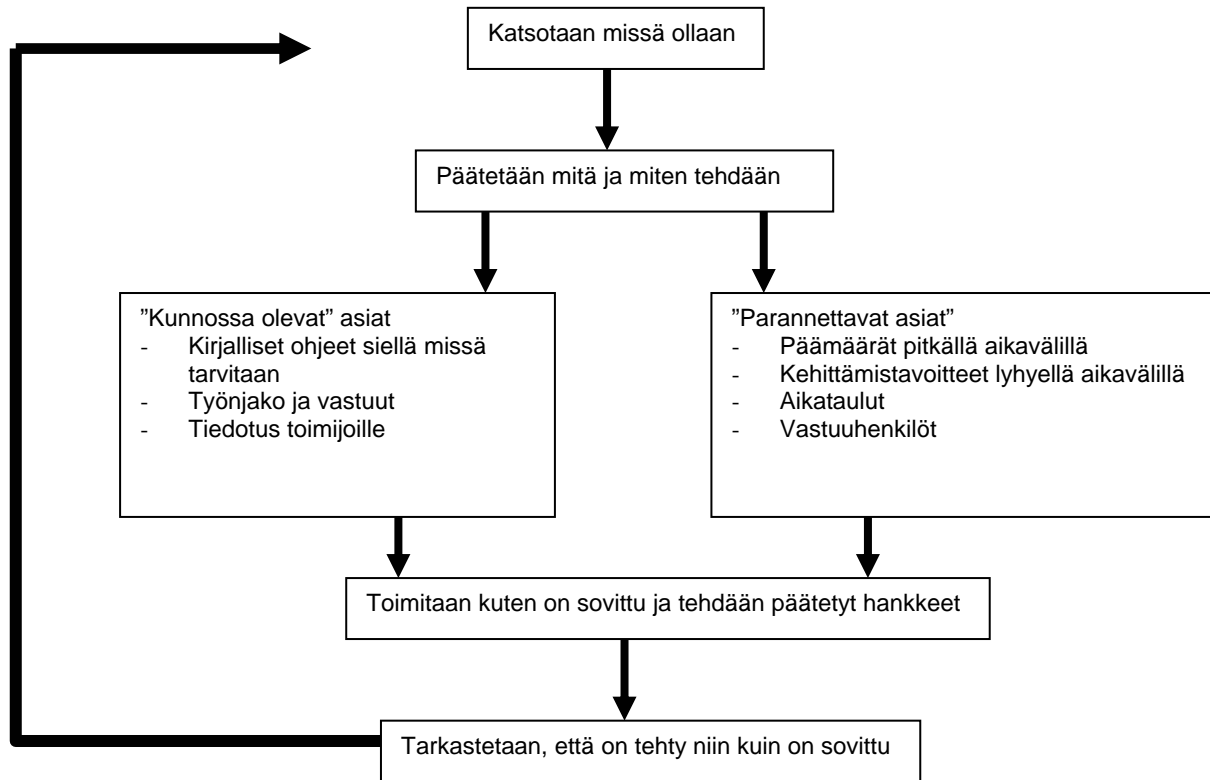 Katsotaan missä ollaan
Päätetään mitä ja miten tehdään
”Kunnossa olevat” asiat
- Kirjalliset ohjeet siellä missä
tarvitaan
- Työnjako ja vastuut
- Tiedotus toimijoille
”Parannettavat asiat”
- Päämäärät pitkällä aikavälillä
- Kehittämistavoitteet lyhyellä aikavälillä
- Aikataulut
- Vastuuhenkilöt
Toimitaan kuten on sovittu ja tehdään päätetyt hankkeet
Tarkastetaan, että on tehty niin kuin on sovittu